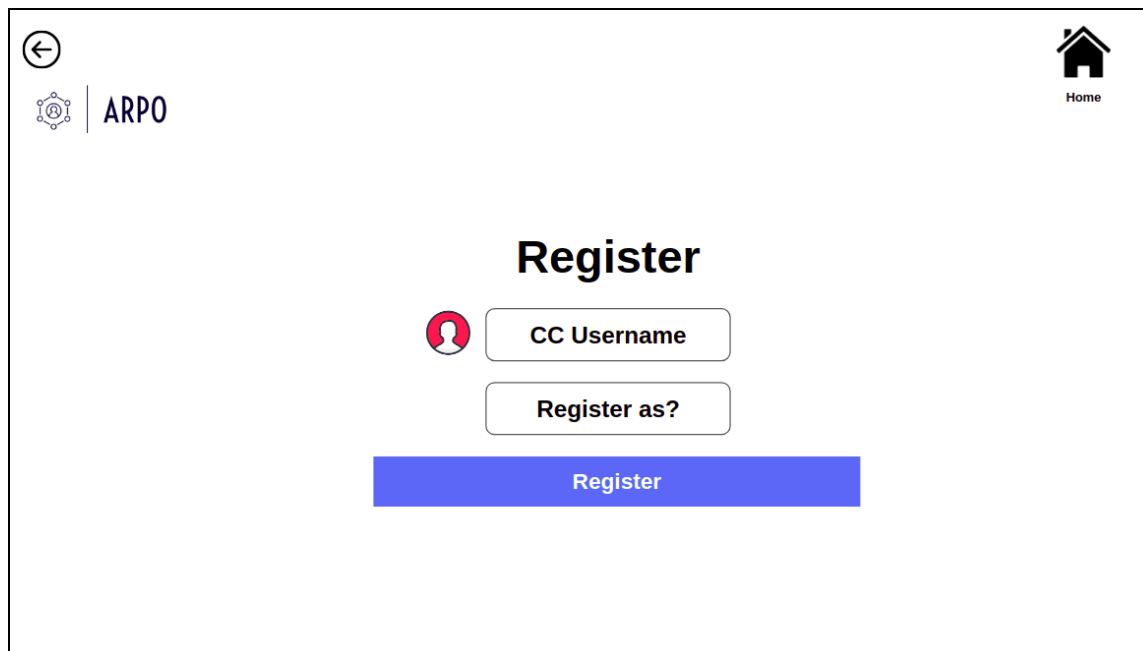 Home
ARPO
Register
CC Username
Register as?
Register